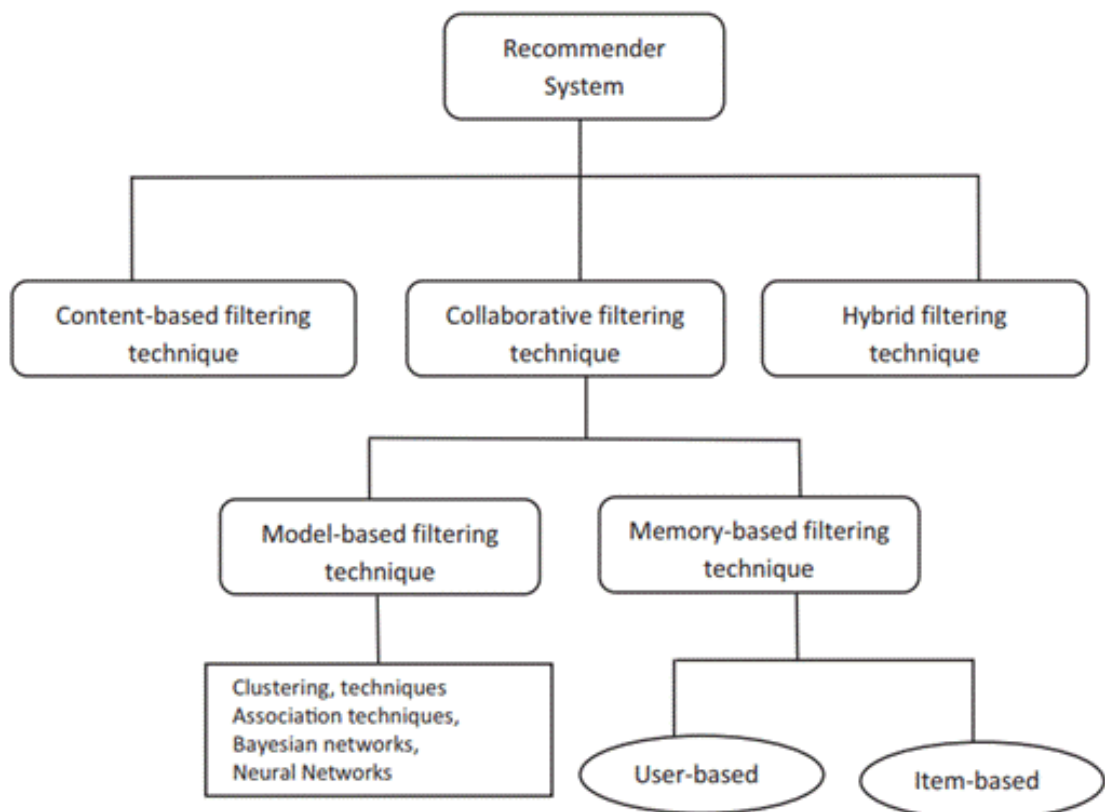 Recommender
System
Content-based filtering
technique
Collaborative filtering
technique
Hybrid filtering
technique
Model-based filtering
technique
Memory-based filtering
technique
Clustering, techniques
Association techniques,
Bayesian networks,
Neural Networks
User-based
Item-based